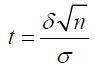 t = δ√n / σ